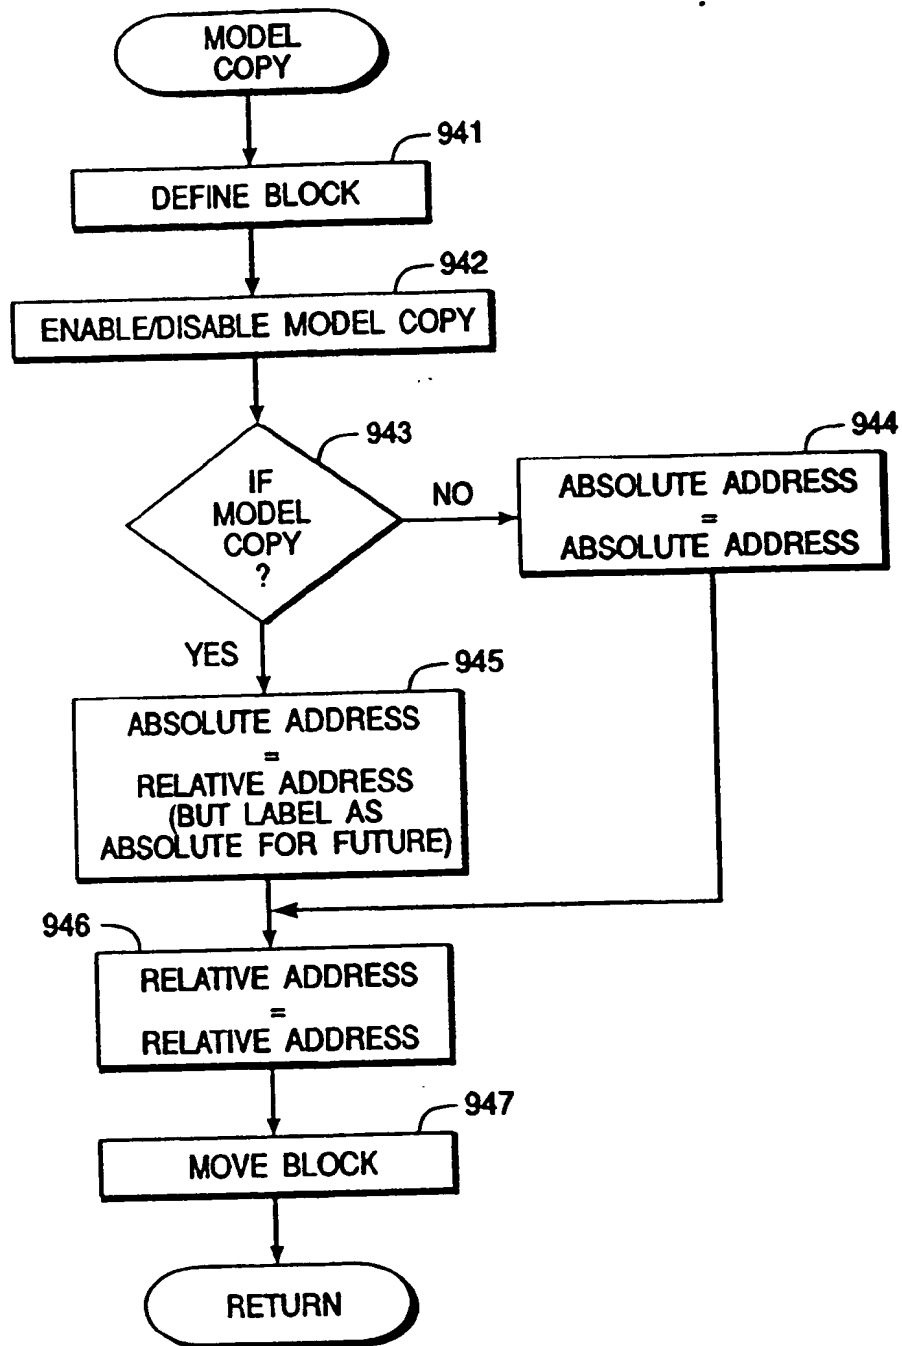 MODEL
COPY
941
DEFINE BLOCK
942
ENABLE/DISABLE MODEL COPY
943
IF
MODEL
COPY
?
NO
944
ABSOLUTE ADDRESS
=
ABSOLUTE ADDRESS
YES
945
ABSOLUTE ADDRESS
=
RELATIVE ADDRESS
(BUT LABEL AS
ABSOLUTE FOR FUTURE)
946
RELATIVE ADDRESS
=
RELATIVE ADDRESS
947
MOVE BLOCK
RETURN